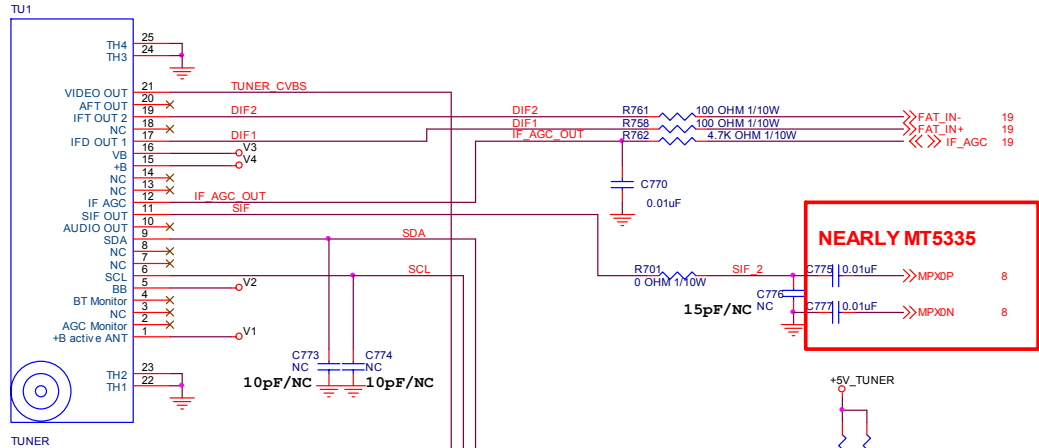 TU1
TH4 25
TH3 24
VIDEO OUT 21 TUNER_CVBS
AFT OUT 20
IFT OUT 2 19 DIF2 DIF2 R761 100 OHM 1/10W FAT_IN- 19
NC 18
IFD OUT 1 17 DIF1 DIF1 R758 100 OHM 1/10W FAT_IN+ 19
IF_AGC_OUT R762 4.7K OHM 1/10W IF_AGC 19
VB 16 V3
+B 15 V4
NC 14
NC 13
C770
0.01uF
IF AGC 12 IF_AGC_OUT
SIF OUT 11 SIF
AUDIO OUT 10
SDA 9 SDA
NC 8
NC 7
SCL 6 SCL
BB 5 V2
BT Monitor 4
NC 3
AGC Monitor 2
+B active ANT 1 V1
NEARLY MT5335
R701 SIF_2 C775 0.01uF MPX0P 8
0 OHM 1/10W
C776
NC
15pF/NC
C777 0.01uF MPX0N 8
C773
NC
10pF/NC
C774
NC
10pF/NC
TH2 23
TH1 22
+5V_TUNER
TUNER